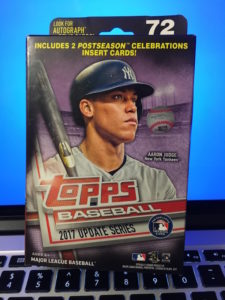 LOOK FOR
AUTOGRAPH
72
INCLUDES 2 POSTSEASON CELEBRATIONS
INSERT CARDS!
AARON JUDGE
New York Yankees
TOPPS
BASEBALL
2017 UPDATE SERIES
MAJOR LEAGUE BASEBALL